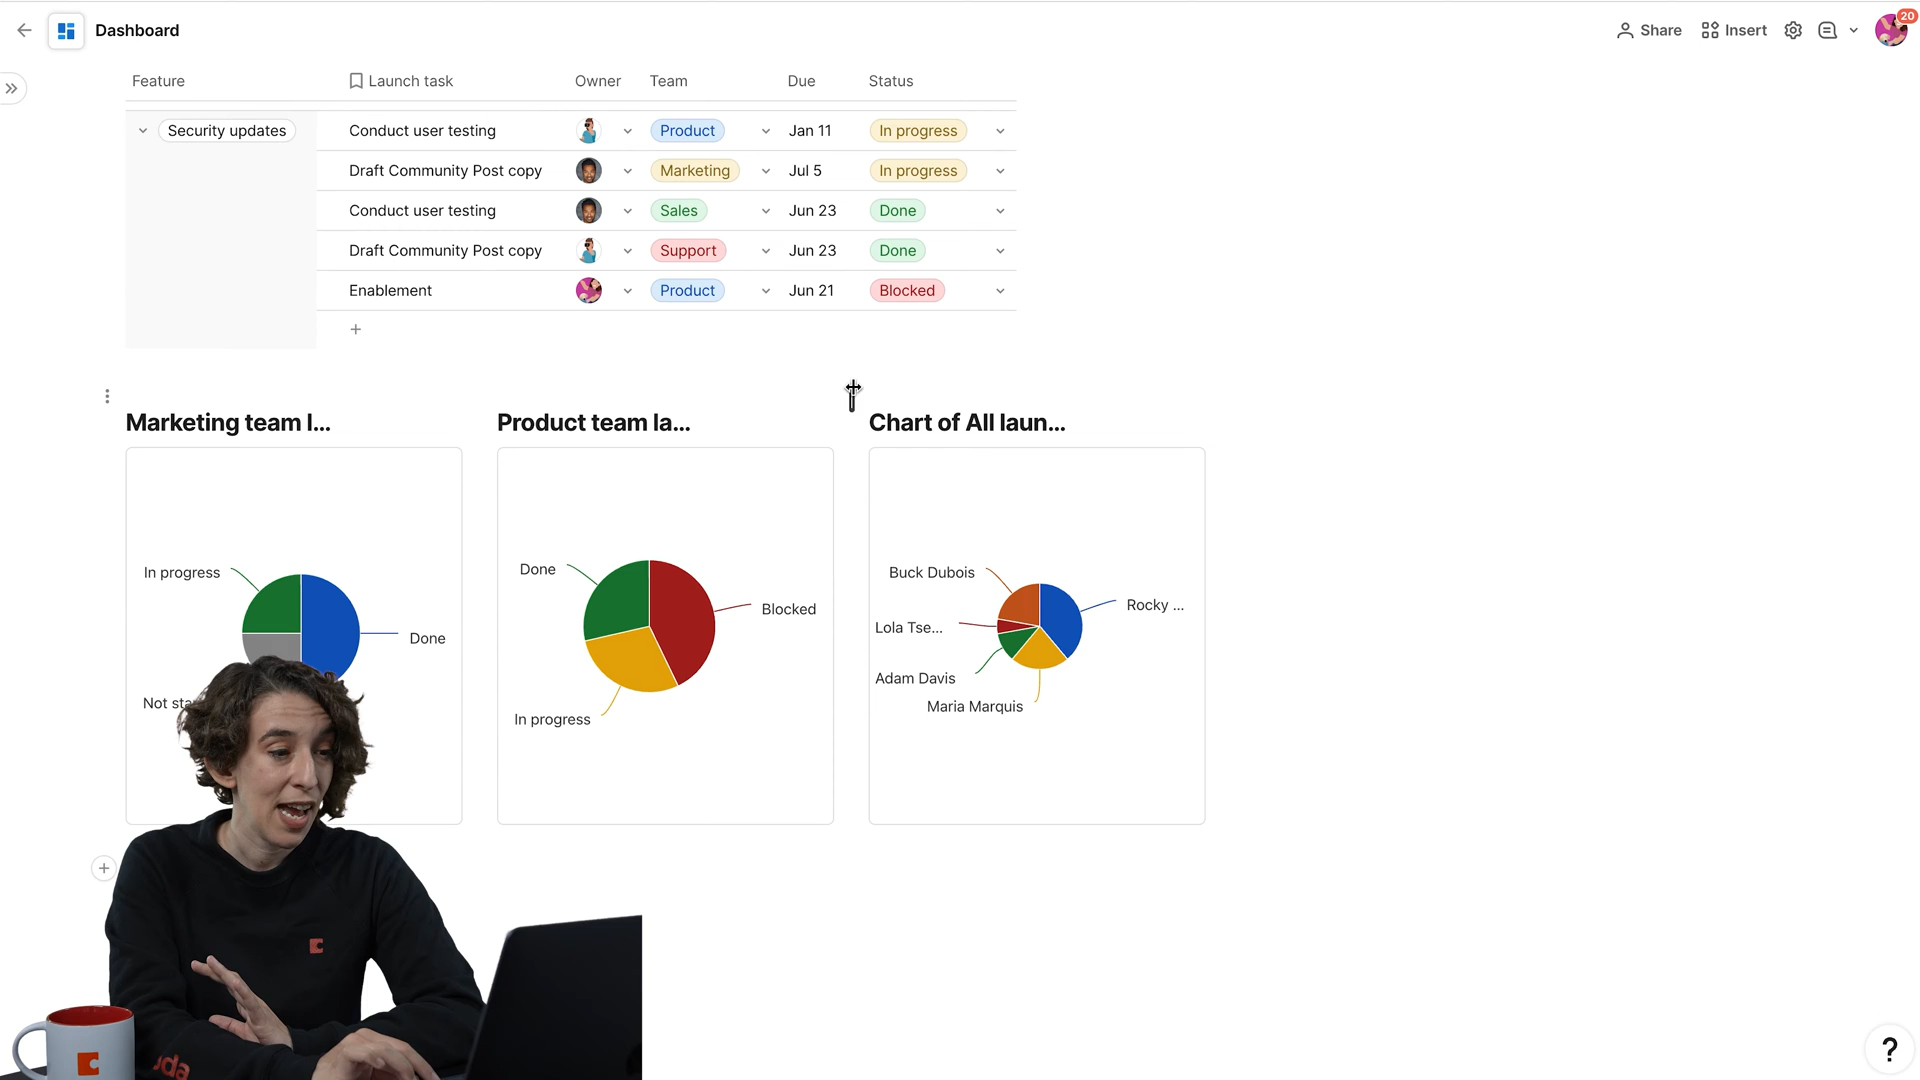 Dashboard
Share
Insert
20
Feature
Launch task
Owner
Team
Due
Status
Security updates
Conduct user testing
Product
Jan 11
In progress
Draft Community Post copy
Marketing
Jul 5
In progress
Conduct user testing
Sales
Jun 23
Done
Draft Community Post copy
Support
Jun 23
Done
Enablement
Product
Jun 21
Blocked
Marketing team l...
Product team la...
Chart of All laun...
In progress
Done
Not sta
Done
Blocked
In progress
Buck Dubois
Rocky ...
Lola Tse...
Adam Davis
Maria Marquis
oda
?